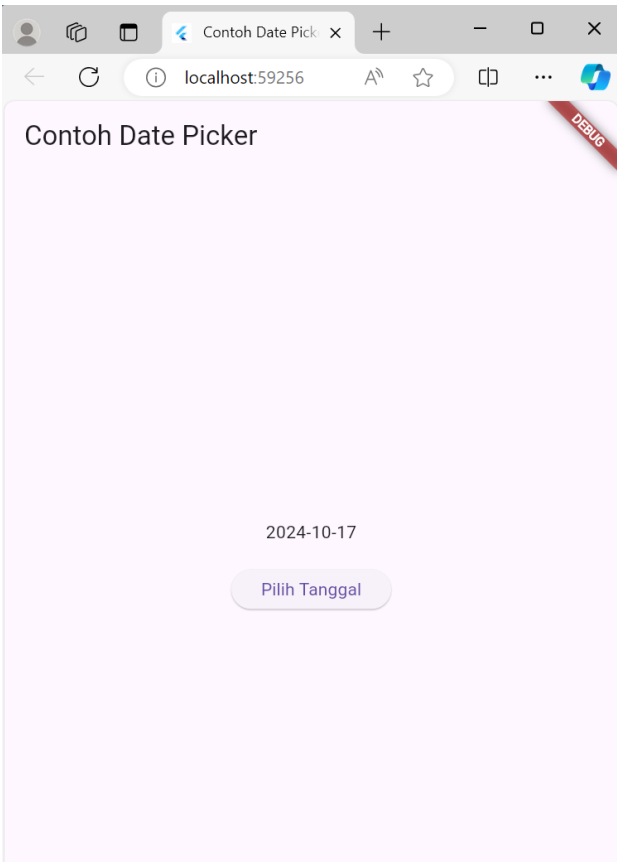 Contoh Date Pick
localhost:59256
Contoh Date Picker
DEBUG
2024-10-17
Pilih Tanggal